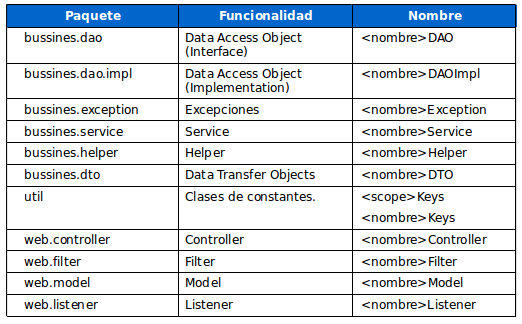 Paquete Funcionalidad Nombre
bussines.dao Data Access Object <nombre>DAO
(Interface)
bussines.dao.impl Data Access Object <nombre>DAOImpl
(Implementation)
bussines.exception Excepciones <nombre>Exception
bussines.service Service <nombre>Service
bussines.helper Helper <nombre>Helper
bussines.dto Data Transfer Objects <nombre>DTO
util Clases de constantes. <scope>Keys
<nombre>Keys
web.controller Controller <nombre>Controller
web.filter Filter <nombre>Filter
web.model Model <nombre>Model
web.listener Listener <nombre>Listener